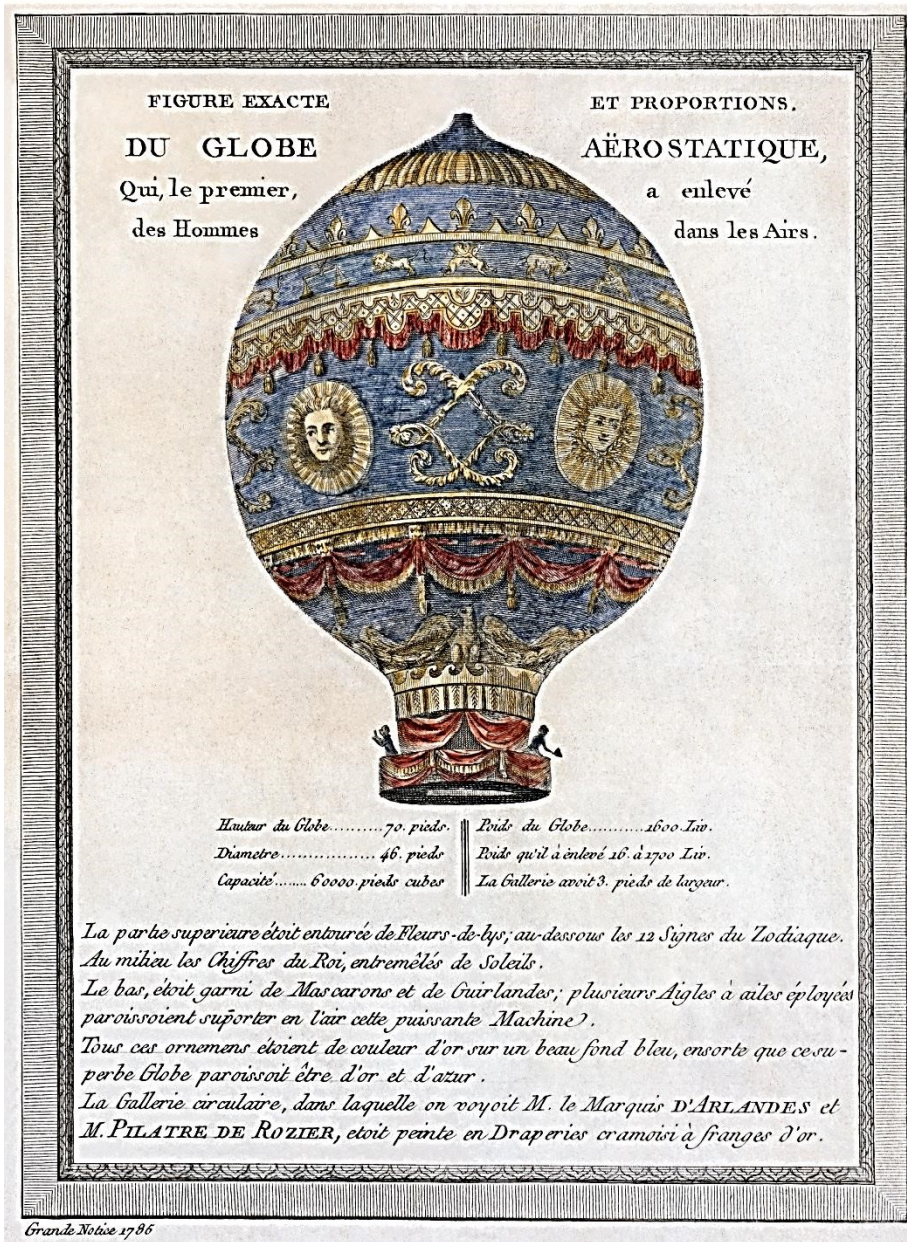 FIGURE EXACTE ET PROPORTIONS.
DU GLOBE AËROSTATIQUE,
Qui, le premier, a enlevé
des Hommes dans les Airs.
Hauteur du Globe..........70. pieds.
Diametre................. 46. pieds
Capacité....... 60000. pieds cubes
Poids du Globe..........1600. Liv.
Poids qu'il à enlevé 16. à 1700 Liv.
La Gallerie avoit 3. pieds de largeur.
La partie superieure étoit entourée de Fleurs-de-lys; au-dessous les 12 Signes du Zodiaque.
Au milieu les Chiffres du Roi, entremêlés de Soleils.
Le bas, étoit garni de Mascarons et de Guirlandes; plusieurs Aigles à ailes éployées
paroissoient suporter en l'air cette puissante Machine.
Tous ces ornemens étoient de couleur d'or sur un beau fond bleu, ensorte que ce su-
perbe Globe paroissoit être d'or et d'azur.
La Gallerie circulaire, dans laquelle on voyoit M. le Marquis D'ARLANDES et
M. PILATRE DE ROZIER, etoit peinte en Draperies cramoisi à franges d'or.
Grande Notice 1786